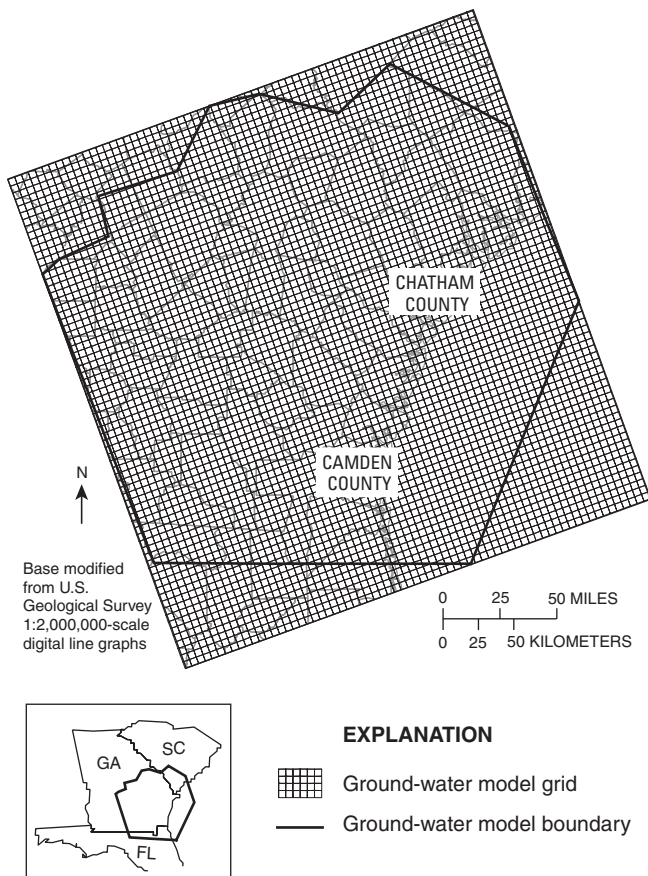 CHATHAM
COUNTY
CAMDEN
COUNTY
N
Base modified
from U.S.
Geological Survey
1:2,000,000-scale
digital line graphs
0 25 50 MILES
0 25 50 KILOMETERS
GA
SC
FL
EXPLANATION
Ground-water model grid
Ground-water model boundary